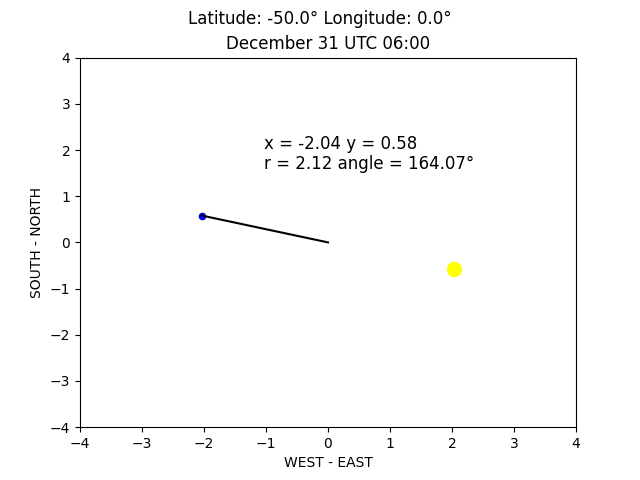 Latitude: -50.0° Longitude: 0.0°
December 31 UTC 06:00
4
3
2
1
0
−1
−2
−3
−4
SOUTH - NORTH
x = -2.04 y = 0.58
r = 2.12 angle = 164.07°
−4 −3 −2 −1 0 1 2 3 4
WEST - EAST